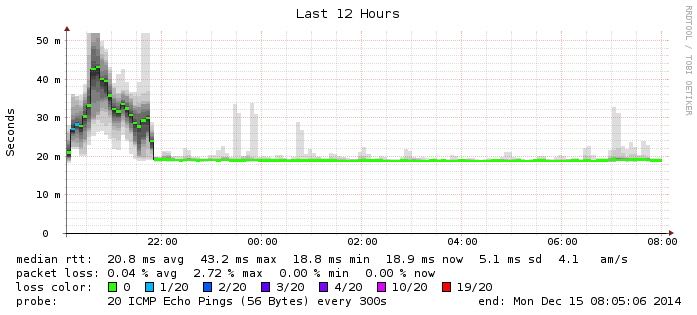 Last 12 Hours
RRDTOOL / TOBI OETIKER
Seconds
50 m
40 m
30 m
20 m
10 m
0
22:00 00:00 02:00 04:00 06:00 08:00
median rtt: 20.8 ms avg 43.2 ms max 18.8 ms min 18.9 ms now 5.1 ms sd 4.1 am/s
packet loss: 0.04 % avg 2.72 % max 0.00 % min 0.00 % now
loss color: 0 1/20 2/20 3/20 4/20 10/20 19/20
probe: 20 ICMP Echo Pings (56 Bytes) every 300s end: Mon Dec 15 08:05:06 2014